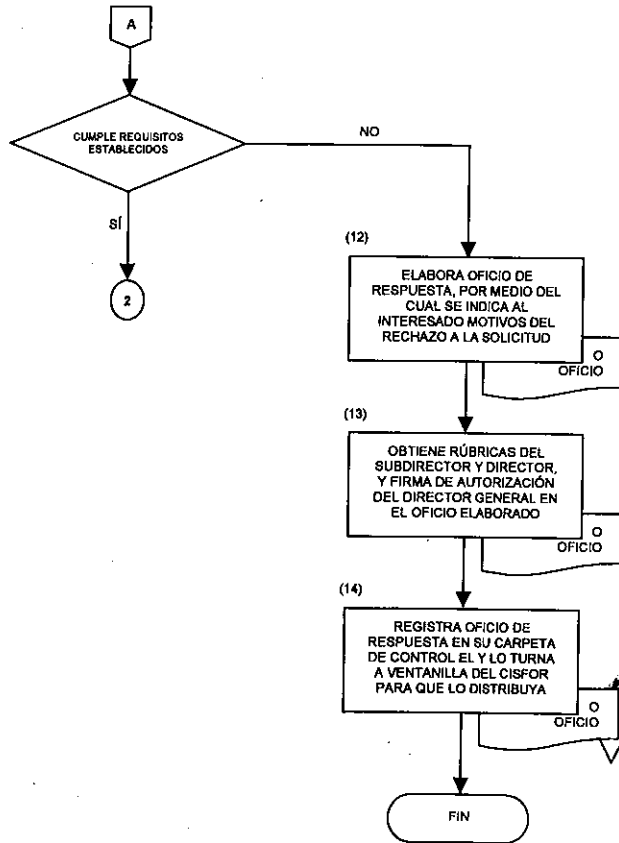 A
CUMPLE REQUISITOS
ESTABLECIDOS
NO
SÍ
2
(12)
ELABORA OFICIO DE
RESPUESTA, POR MEDIO DEL
CUAL SE INDICA AL
INTERESADO MOTIVOS DEL
RECHAZO A LA SOLICITUD
O
OFICIO
(13)
OBTIENE RÚBRICAS DEL
SUBDIRECTOR Y DIRECTOR,
Y FIRMA DE AUTORIZACIÓN
DEL DIRECTOR GENERAL EN
EL OFICIO ELABORADO
O
OFICIO
(14)
REGISTRA OFICIO DE
RESPUESTA EN SU CARPETA
DE CONTROL EL Y LO TURNA
A VENTANILLA DEL CISFOR
PARA QUE LO DISTRIBUYA
O
OFICIO
FIN